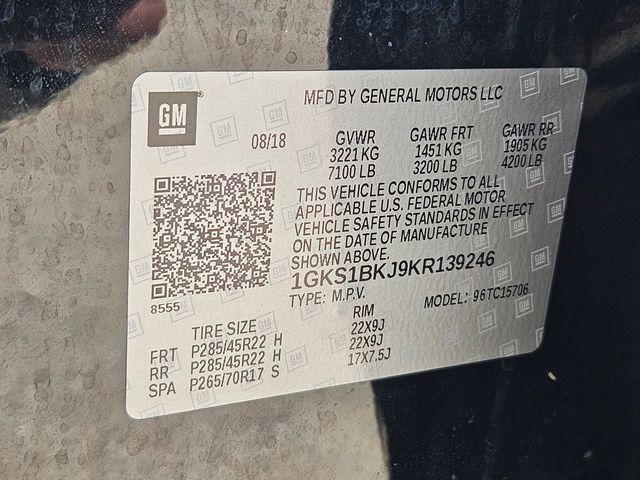 GM
MFD BY GENERAL MOTORS LLC
08/18
GVWR GAWR FRT GAWR RR
3221 KG 1451 KG 1905 KG
7100 LB 3200 LB 4200 LB
THIS VEHICLE CONFORMS TO ALL
APPLICABLE U.S. FEDERAL MOTOR
VEHICLE SAFETY STANDARDS IN EFFECT
ON THE DATE OF MANUFACTURE
SHOWN ABOVE.
1GKS1BKJ9KR139246
8555
TYPE: M.P.V. MODEL: 96TC15706
TIRE SIZE RIM
FRT P285/45R22 H 22X9J
RR P285/45R22 H 22X9J
SPA P265/70R17 S 17X7.5J